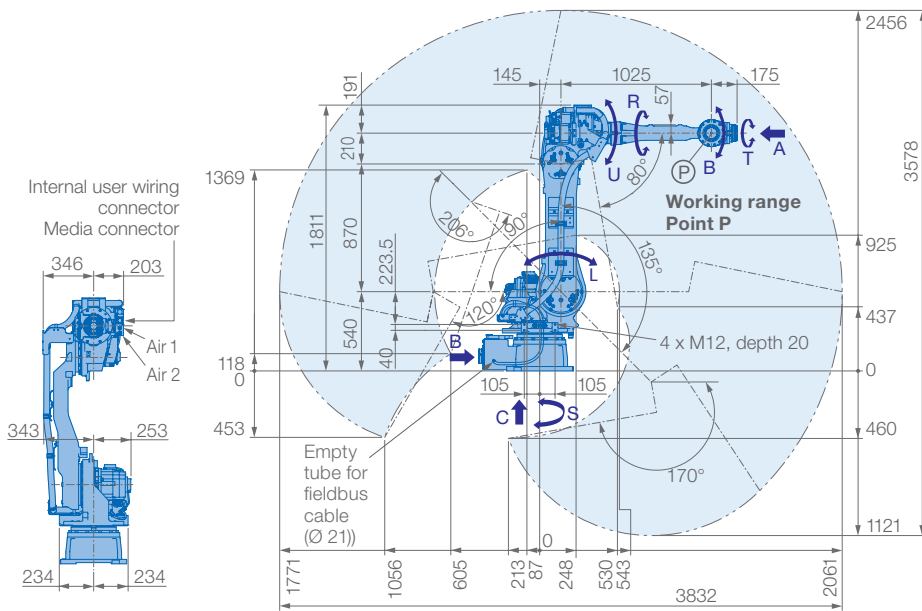 2456
191
145
1025
175
57
R
A
T
B
U
P
80°
210
Internal user wiring
connector
Media connector
1369
1811
870
206°
90°
Working range
Point P
135°
925
3578
346
203
223.5
L
120°
437
540
Air 1
Air 2
B
4 x M12, depth 20
118
0
40
0
105
105
C
S
453
460
343
253
Empty
tube for
fieldbus
cable
(Ø 21))
170°
1121
234
234
0
1771
1056
605
213
87
248
530
543
2061
3832